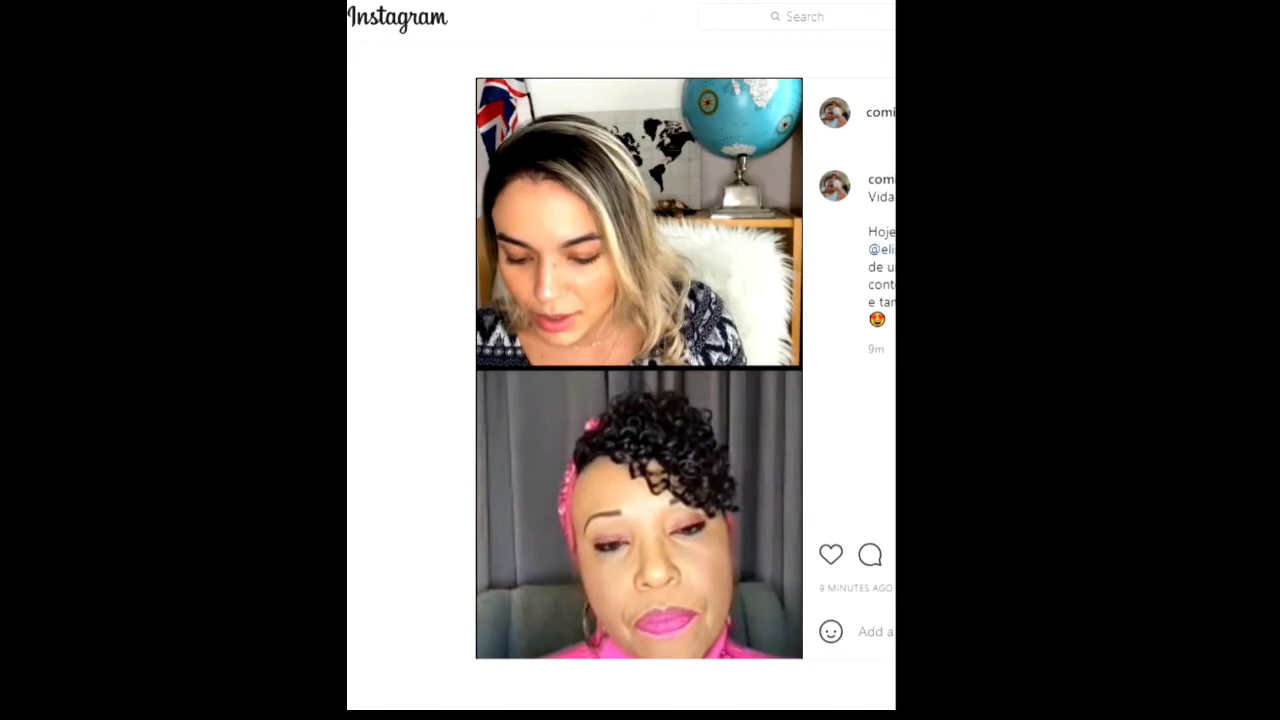 Instagram
Search
comi
com
Vida
Hoje
@eli
de u
cont
e tar
9m
9 MINUTES AGO
Add a